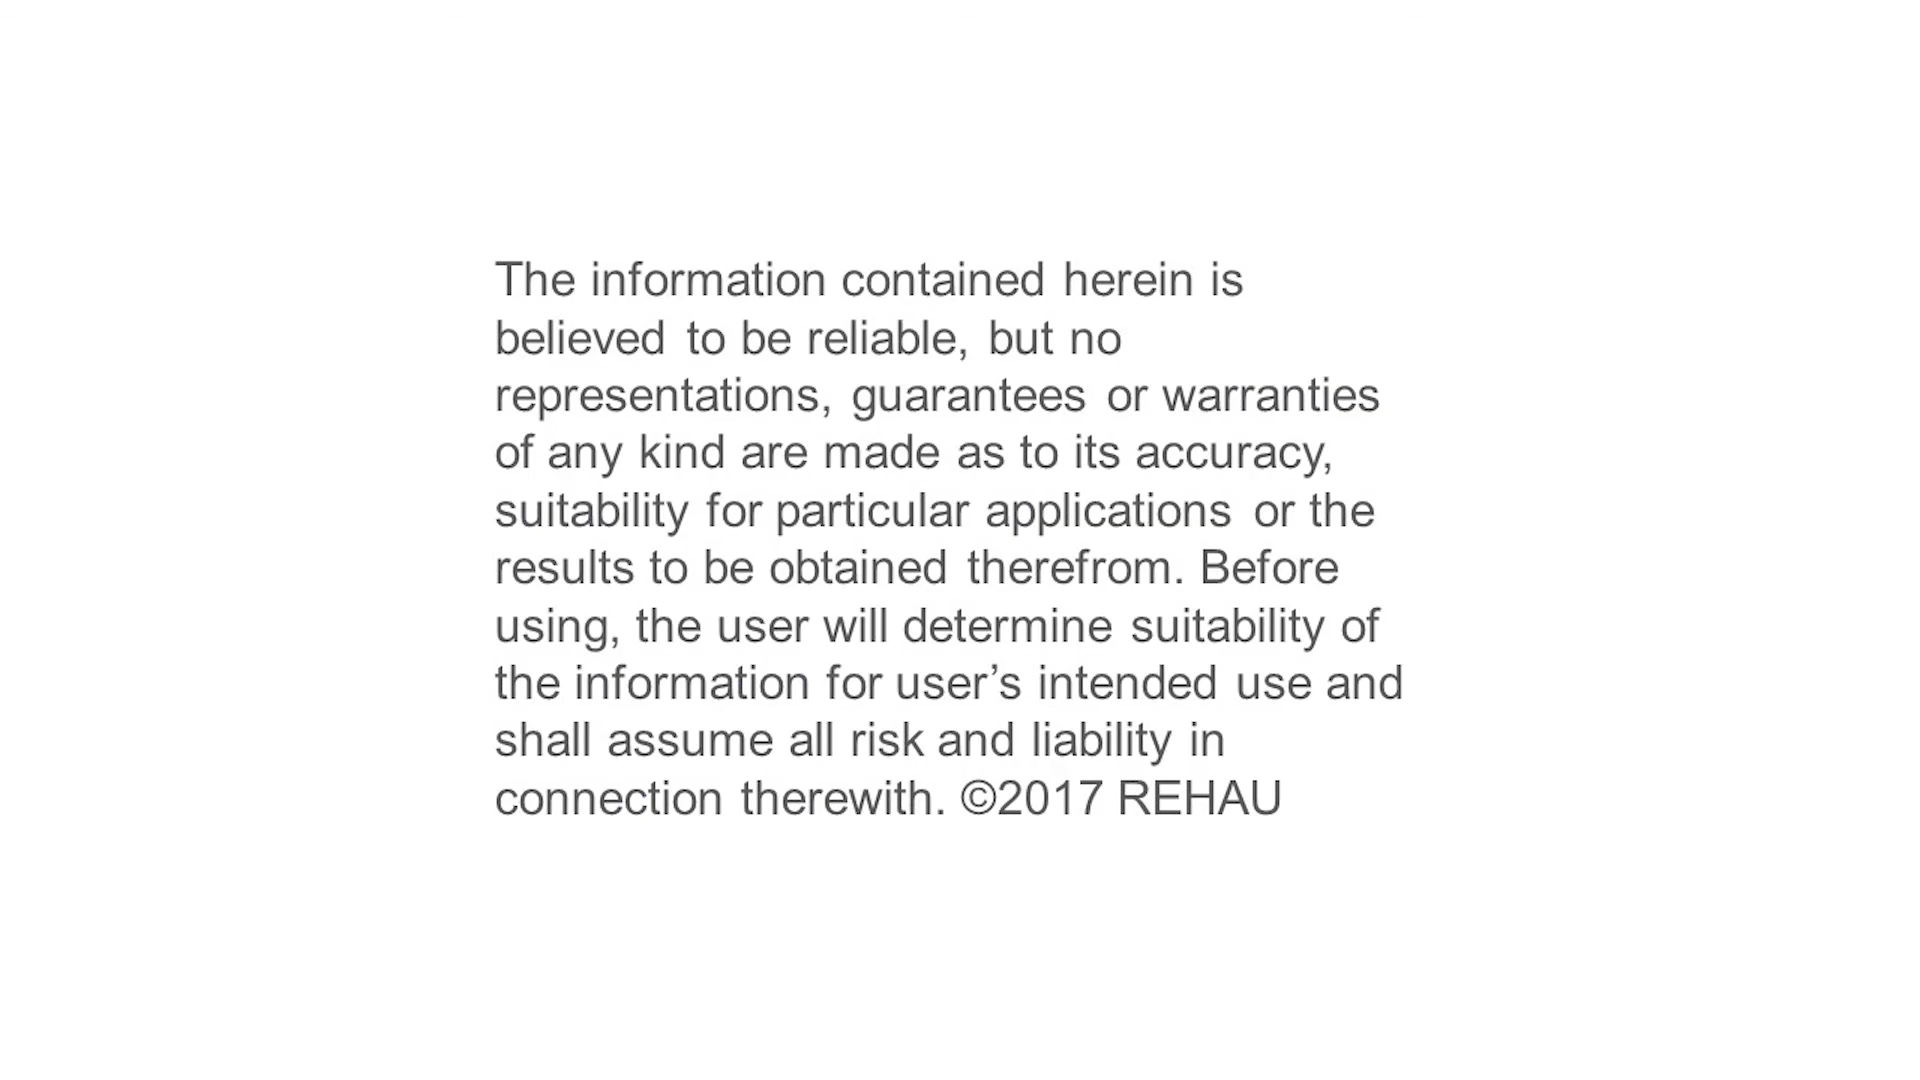 The information contained herein is
believed to be reliable, but no
representations, guarantees or warranties
of any kind are made as to its accuracy,
suitability for particular applications or the
results to be obtained therefrom. Before
using, the user will determine suitability of
the information for user’s intended use and
shall assume all risk and liability in
connection therewith. ©2017 REHAU